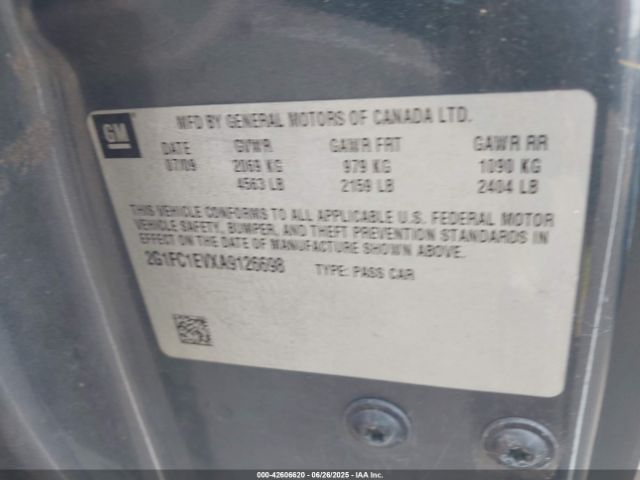 GM
MFD BY GENERAL MOTORS OF CANADA LTD.
DATE GVWR GAWR FRT GAWR RR
07/09 2069 KG 979 KG 1090 KG
4563 LB 2159 LB 2404 LB
THIS VEHICLE CONFORMS TO ALL APPLICABLE U.S. FEDERAL MOTOR
VEHICLE SAFETY, BUMPER, AND THEFT PREVENTION STANDARDS IN
EFFECT ON THE DATE OF MANUFACTURE SHOWN ABOVE.
2G1FC1EVXA9126698 TYPE: PASS CAR
000-42606620 - 06/26/2025 - IAA Inc.